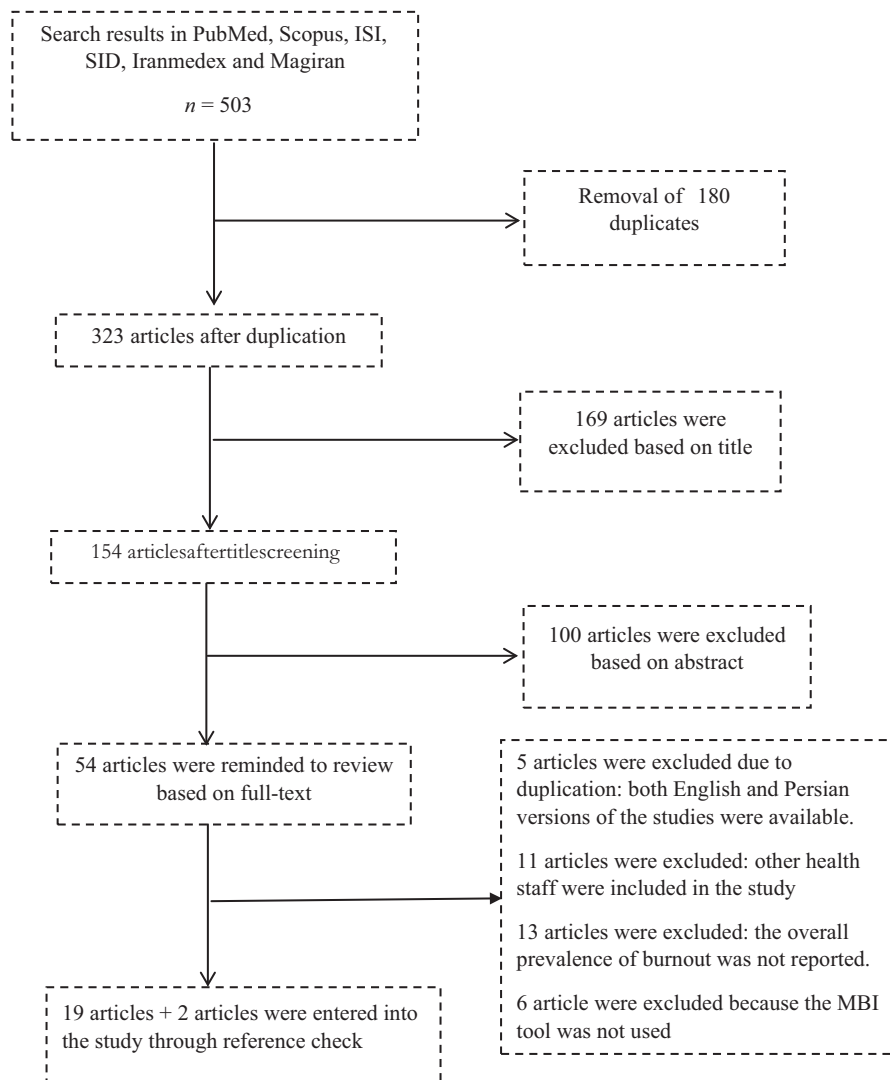 Search results in PubMed, Scopus, ISI,
SID, Iranmedex and Magiran
n = 503
Removal of 180
duplicates
323 articles after duplication
169 articles were
excluded based on title
154 articlesaftertitlescreening
100 articles were excluded
based on abstract
54 articles were reminded to review
based on full-text
5 articles were excluded due to
duplication: both English and Persian
versions of the studies were available.
11 articles were excluded: other health
staff were included in the study
13 articles were excluded: the overall
prevalence of burnout was not reported.
6 article were excluded because the MBI
tool was not used
19 articles + 2 articles were entered into
the study through reference check